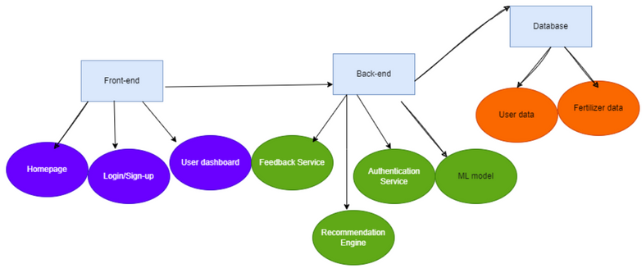 Database
Back-end
Front-end
User data
Fertilizer data
Homepage
Login/Sign-up
User dashboard
Feedback Service
Authentication
Service
ML model
Recommendation
Engine